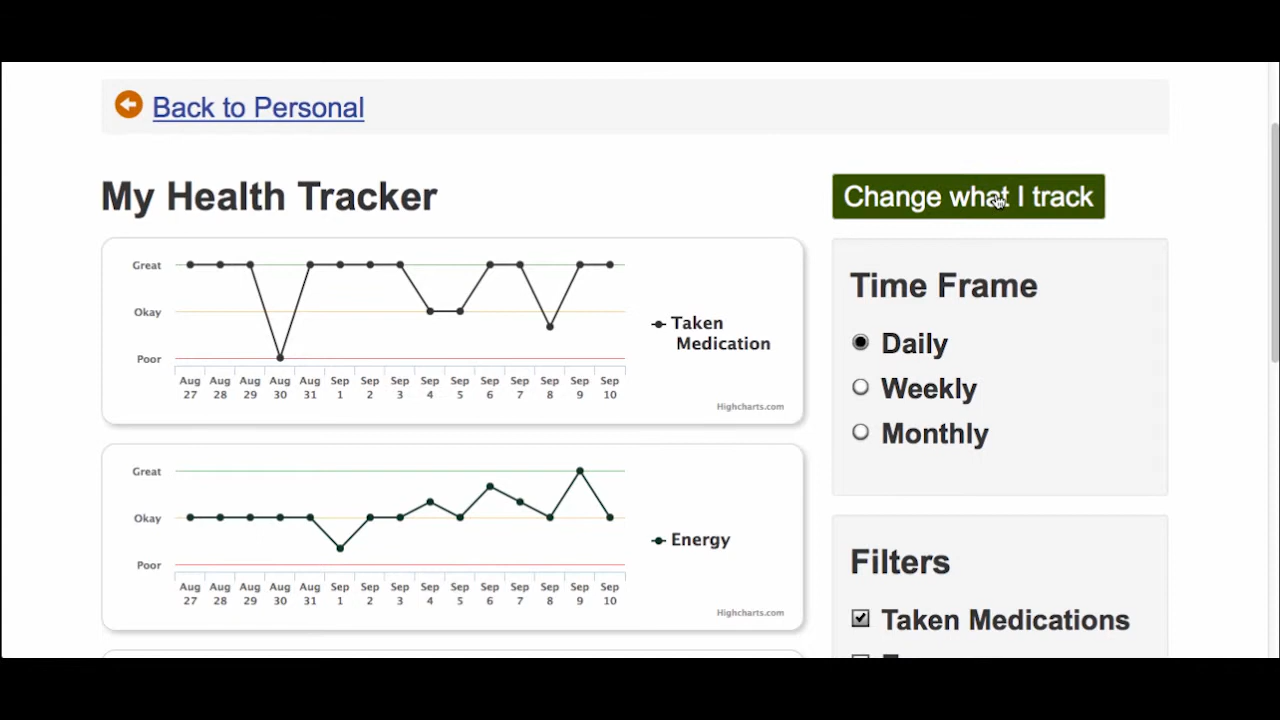 Back to Personal
My Health Tracker
Change what I track
Great
Okay
Poor
Taken
Medication
Aug Aug Aug Aug Aug Sep Sep Sep Sep Sep Sep Sep Sep Sep Sep
27 28 29 30 31 1 2 3 4 5 6 7 8 9 10
Highcharts.com
Great
Okay
Poor
Energy
Aug Aug Aug Aug Aug Sep Sep Sep Sep Sep Sep Sep Sep Sep Sep
27 28 29 30 31 1 2 3 4 5 6 7 8 9 10
Highcharts.com
Time Frame
Daily
Weekly
Monthly
Filters
Taken Medications